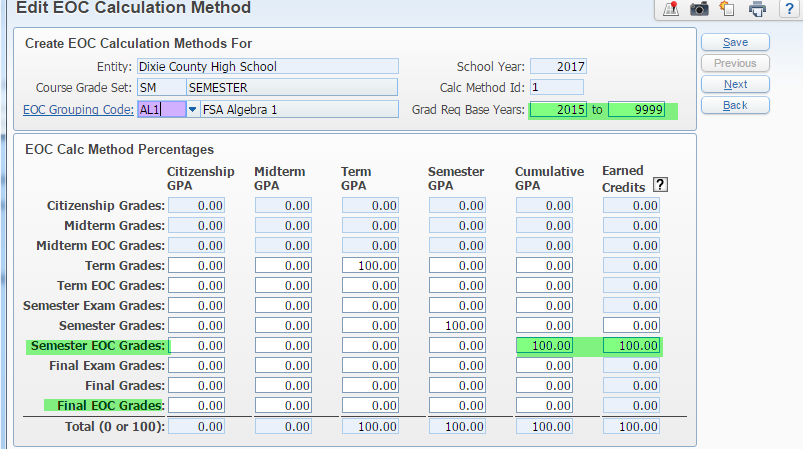 Edit EOC Calculation Method
?
Create EOC Calculation Methods For
Entity: Dixie County High School School Year: 2017
Course Grade Set: SM SEMESTER Calc Method Id: 1
EOC Grouping Code: AL1 FSA Algebra 1 Grad Req Base Years: 2015 to 9999
Save
Previous
Next
Back
EOC Calc Method Percentages
Citizenship GPA Midterm GPA Term GPA Semester GPA Cumulative GPA Earned Credits ?
Citizenship Grades: 0.00 0.00 0.00 0.00 0.00 0.00
Midterm Grades: 0.00 0.00 0.00 0.00 0.00 0.00
Midterm EOC Grades: 0.00 0.00 0.00 0.00 0.00 0.00
Term Grades: 0.00 0.00 100.00 0.00 0.00 0.00
Term EOC Grades: 0.00 0.00 0.00 0.00 0.00 0.00
Semester Exam Grades: 0.00 0.00 0.00 0.00 0.00 0.00
Semester Grades: 0.00 0.00 0.00 100.00 0.00 0.00
Semester EOC Grades: 0.00 0.00 0.00 0.00 100.00 100.00
Final Exam Grades: 0.00 0.00 0.00 0.00 0.00 0.00
Final Grades: 0.00 0.00 0.00 0.00 0.00 0.00
Final EOC Grades: 0.00 0.00 0.00 0.00 0.00 0.00
Total (0 or 100): 0.00 0.00 100.00 100.00 100.00 100.00